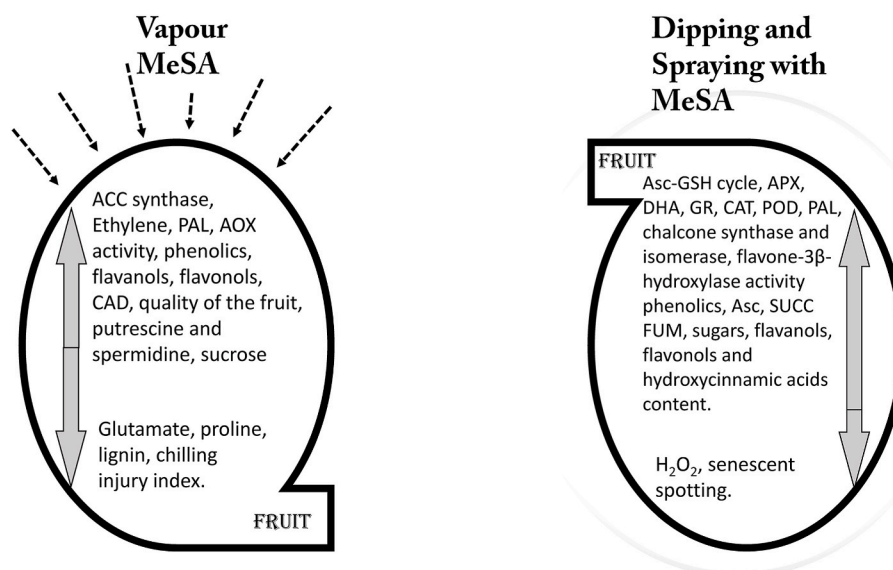 Vapour
MeSA
ACC synthase,
Ethylene, PAL, AOX
activity, phenolics,
flavanols, flavonols,
CAD, quality of the fruit,
putrescine and
spermidine, sucrose
Glutamate, proline,
lignin, chilling
injury index.
FRUIT
Dipping and
Spraying with
MeSA
FRUIT
Asc-GSH cycle, APX,
DHA, GR, CAT, POD, PAL,
chalcone synthase and
isomerase, flavone-3β-
hydroxylase activity
phenolics, Asc, SUCC
FUM, sugars, flavanols,
flavonols and
hydroxycinnamic acids
content.
H₂O₂, senescent
spotting.